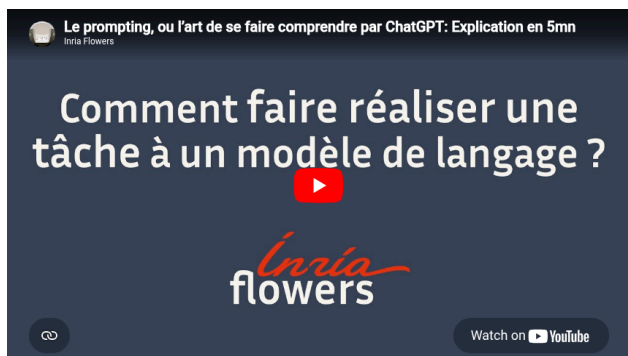 Le prompting, ou l'art de se faire comprendre par ChatGPT: Explication en 5mn
Inria Flowers
Comment faire réaliser une
tâche à un modèle de langage ?
Inria
flowers
Watch on YouTube